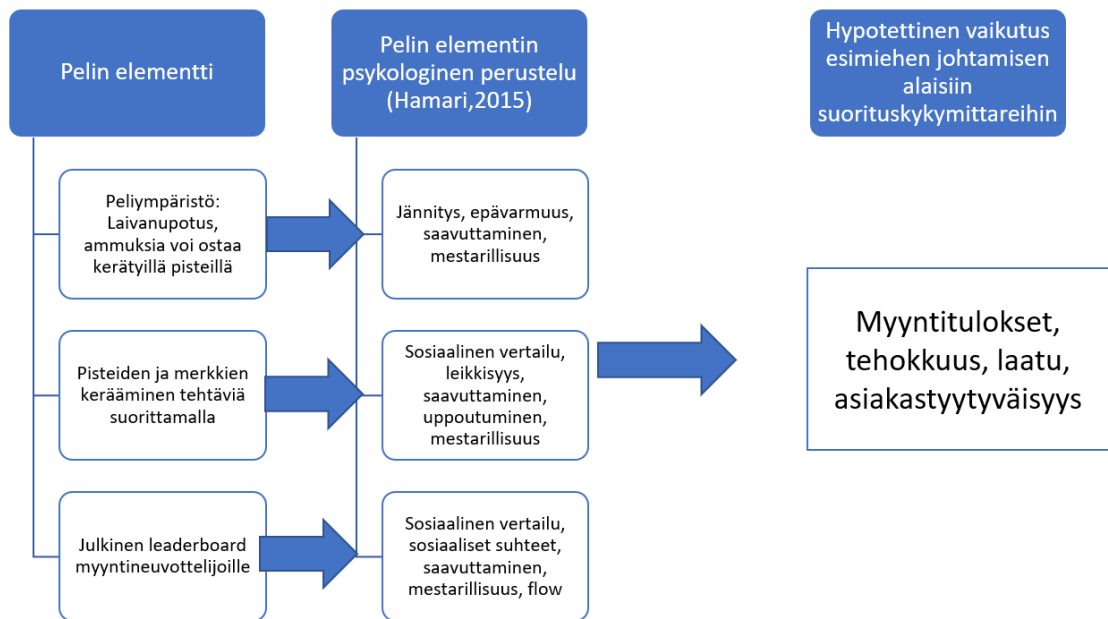 Pelin elementti
Pelin elementin
psykologinen perustelu
(Hamari,2015)
Hypotettinen vaikutus
esimiehen johtamisen
alaisiin
suorituskykymittareihin
Peliympäristö:
Laivanupotus,
ammuksia voi ostaa
kerätyillä pisteillä
Jännitys, epävarmuus,
saavuttaminen,
mestarillisuus
Pisteiden ja merkkien
kerääminen tehtäviä
suorittamalla
Sosiaalinen vertailu,
leikkisyys,
saavuttaminen,
uppoutuminen,
mestarillisuus
Myyntitulokset,
tehokkuus, laatu,
asiakastyytyväisyys
Julkinen leaderboard
myyntineuvottelijoille
Sosiaalinen vertailu,
sosiaaliset suhteet,
saavuttaminen,
mestarillisuus, flow